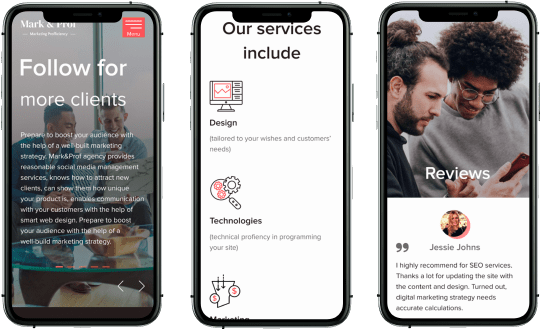 Mark & Prof
Marketing Proficiency
Menu
Follow for
more clients
Prepare to boost your audience with
the help of a well-built marketing
strategy. Mark&Prof agency provides
reasonable social media management
services, knows how to attract new
clients, can show them how unique
your product is, enables communication
with your customers with the help of
smart web design. Prepare to boost
your audience with the help of a
well-build marketing strategy.
Our services
include
Design
(tailored to your wishes and customers'
needs)
Technologies
(technical profiency in programming
your site)
Marketing
Reviews
Jessie Johns
I highly recommend for SEO services.
Thanks a lot for updating the site with
the content and design. Turned out,
digital marketing strategy needs
accurate calculations.